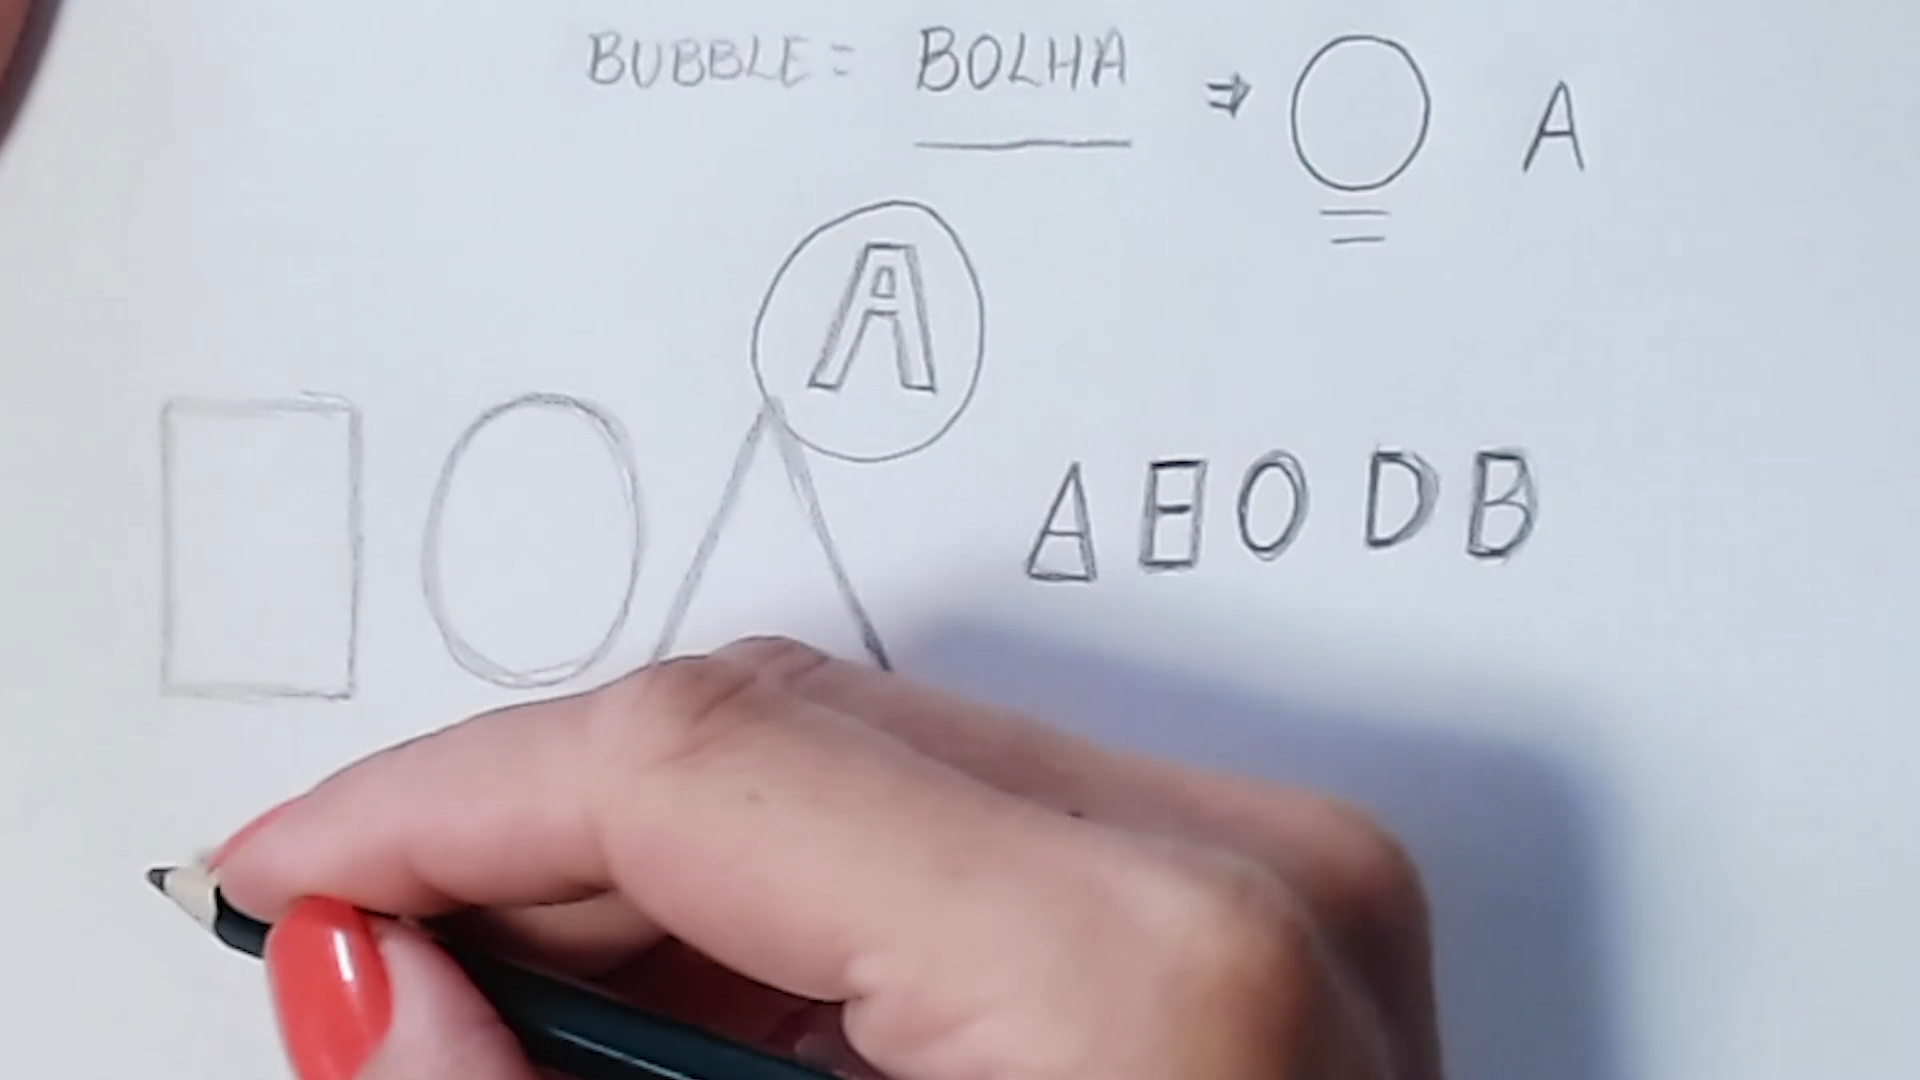 BUBBLE = BOLHA ⇒ A
A
A E O D B